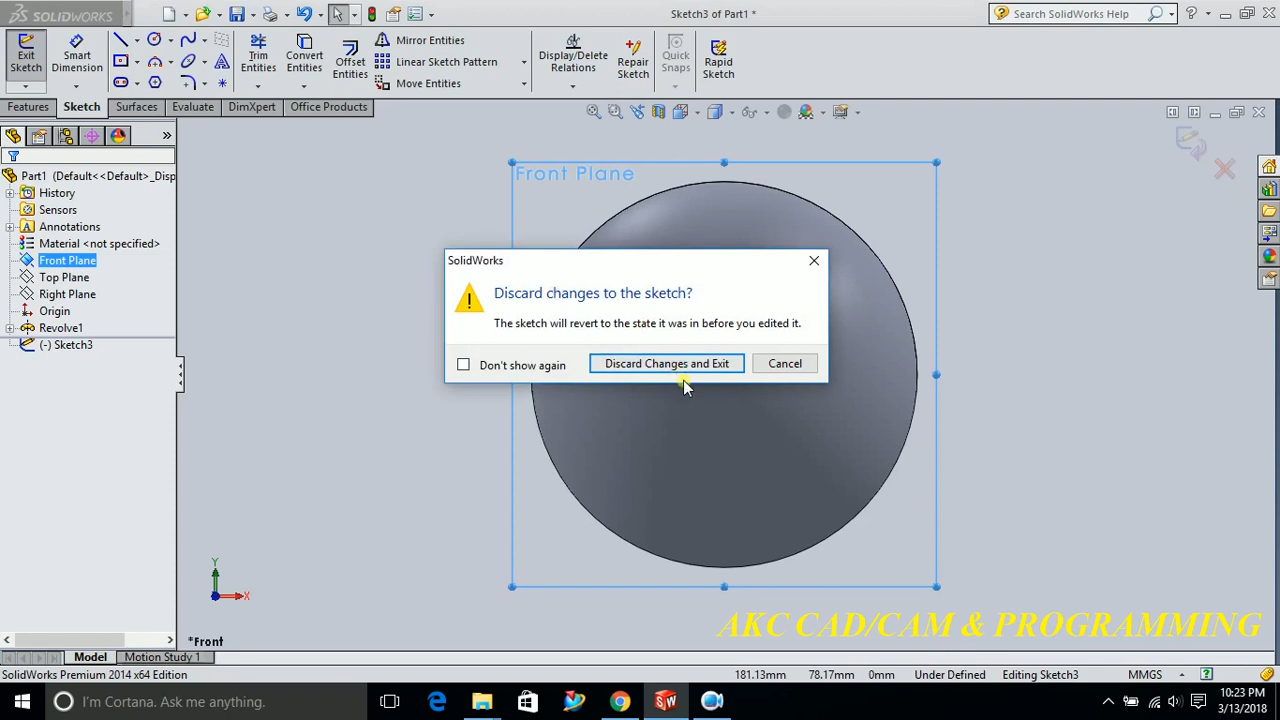 SOLIDWORKS
Sketch3 of Part1 *
Search SolidWorks Help
Exit Sketch
Smart Dimension
Trim Entities
Convert Entities
Offset Entities
Mirror Entities
Linear Sketch Pattern
Move Entities
Display/Delete Relations
Repair Sketch
Quick Snaps
Rapid Sketch
Features
Sketch
Surfaces
Evaluate
DimXpert
Office Products
Part1 (Default<<Default>_Disp
History
Sensors
Annotations
Material <not specified>
Front Plane
Top Plane
Right Plane
Origin
Revolve1
(-) Sketch3
Front Plane
SolidWorks
Discard changes to the sketch?
The sketch will revert to the state it was in before you edited it.
Don't show again
Discard Changes and Exit
Cancel
Y
X
*Front
AKC CAD/CAM & PROGRAMMING
Model
Motion Study 1
SolidWorks Premium 2014 x64 Edition
181.13mm
78.17mm
0mm
Under Defined
Editing Sketch3
MMGS
I'm Cortana. Ask me anything.
10:23 PM
3/13/2018